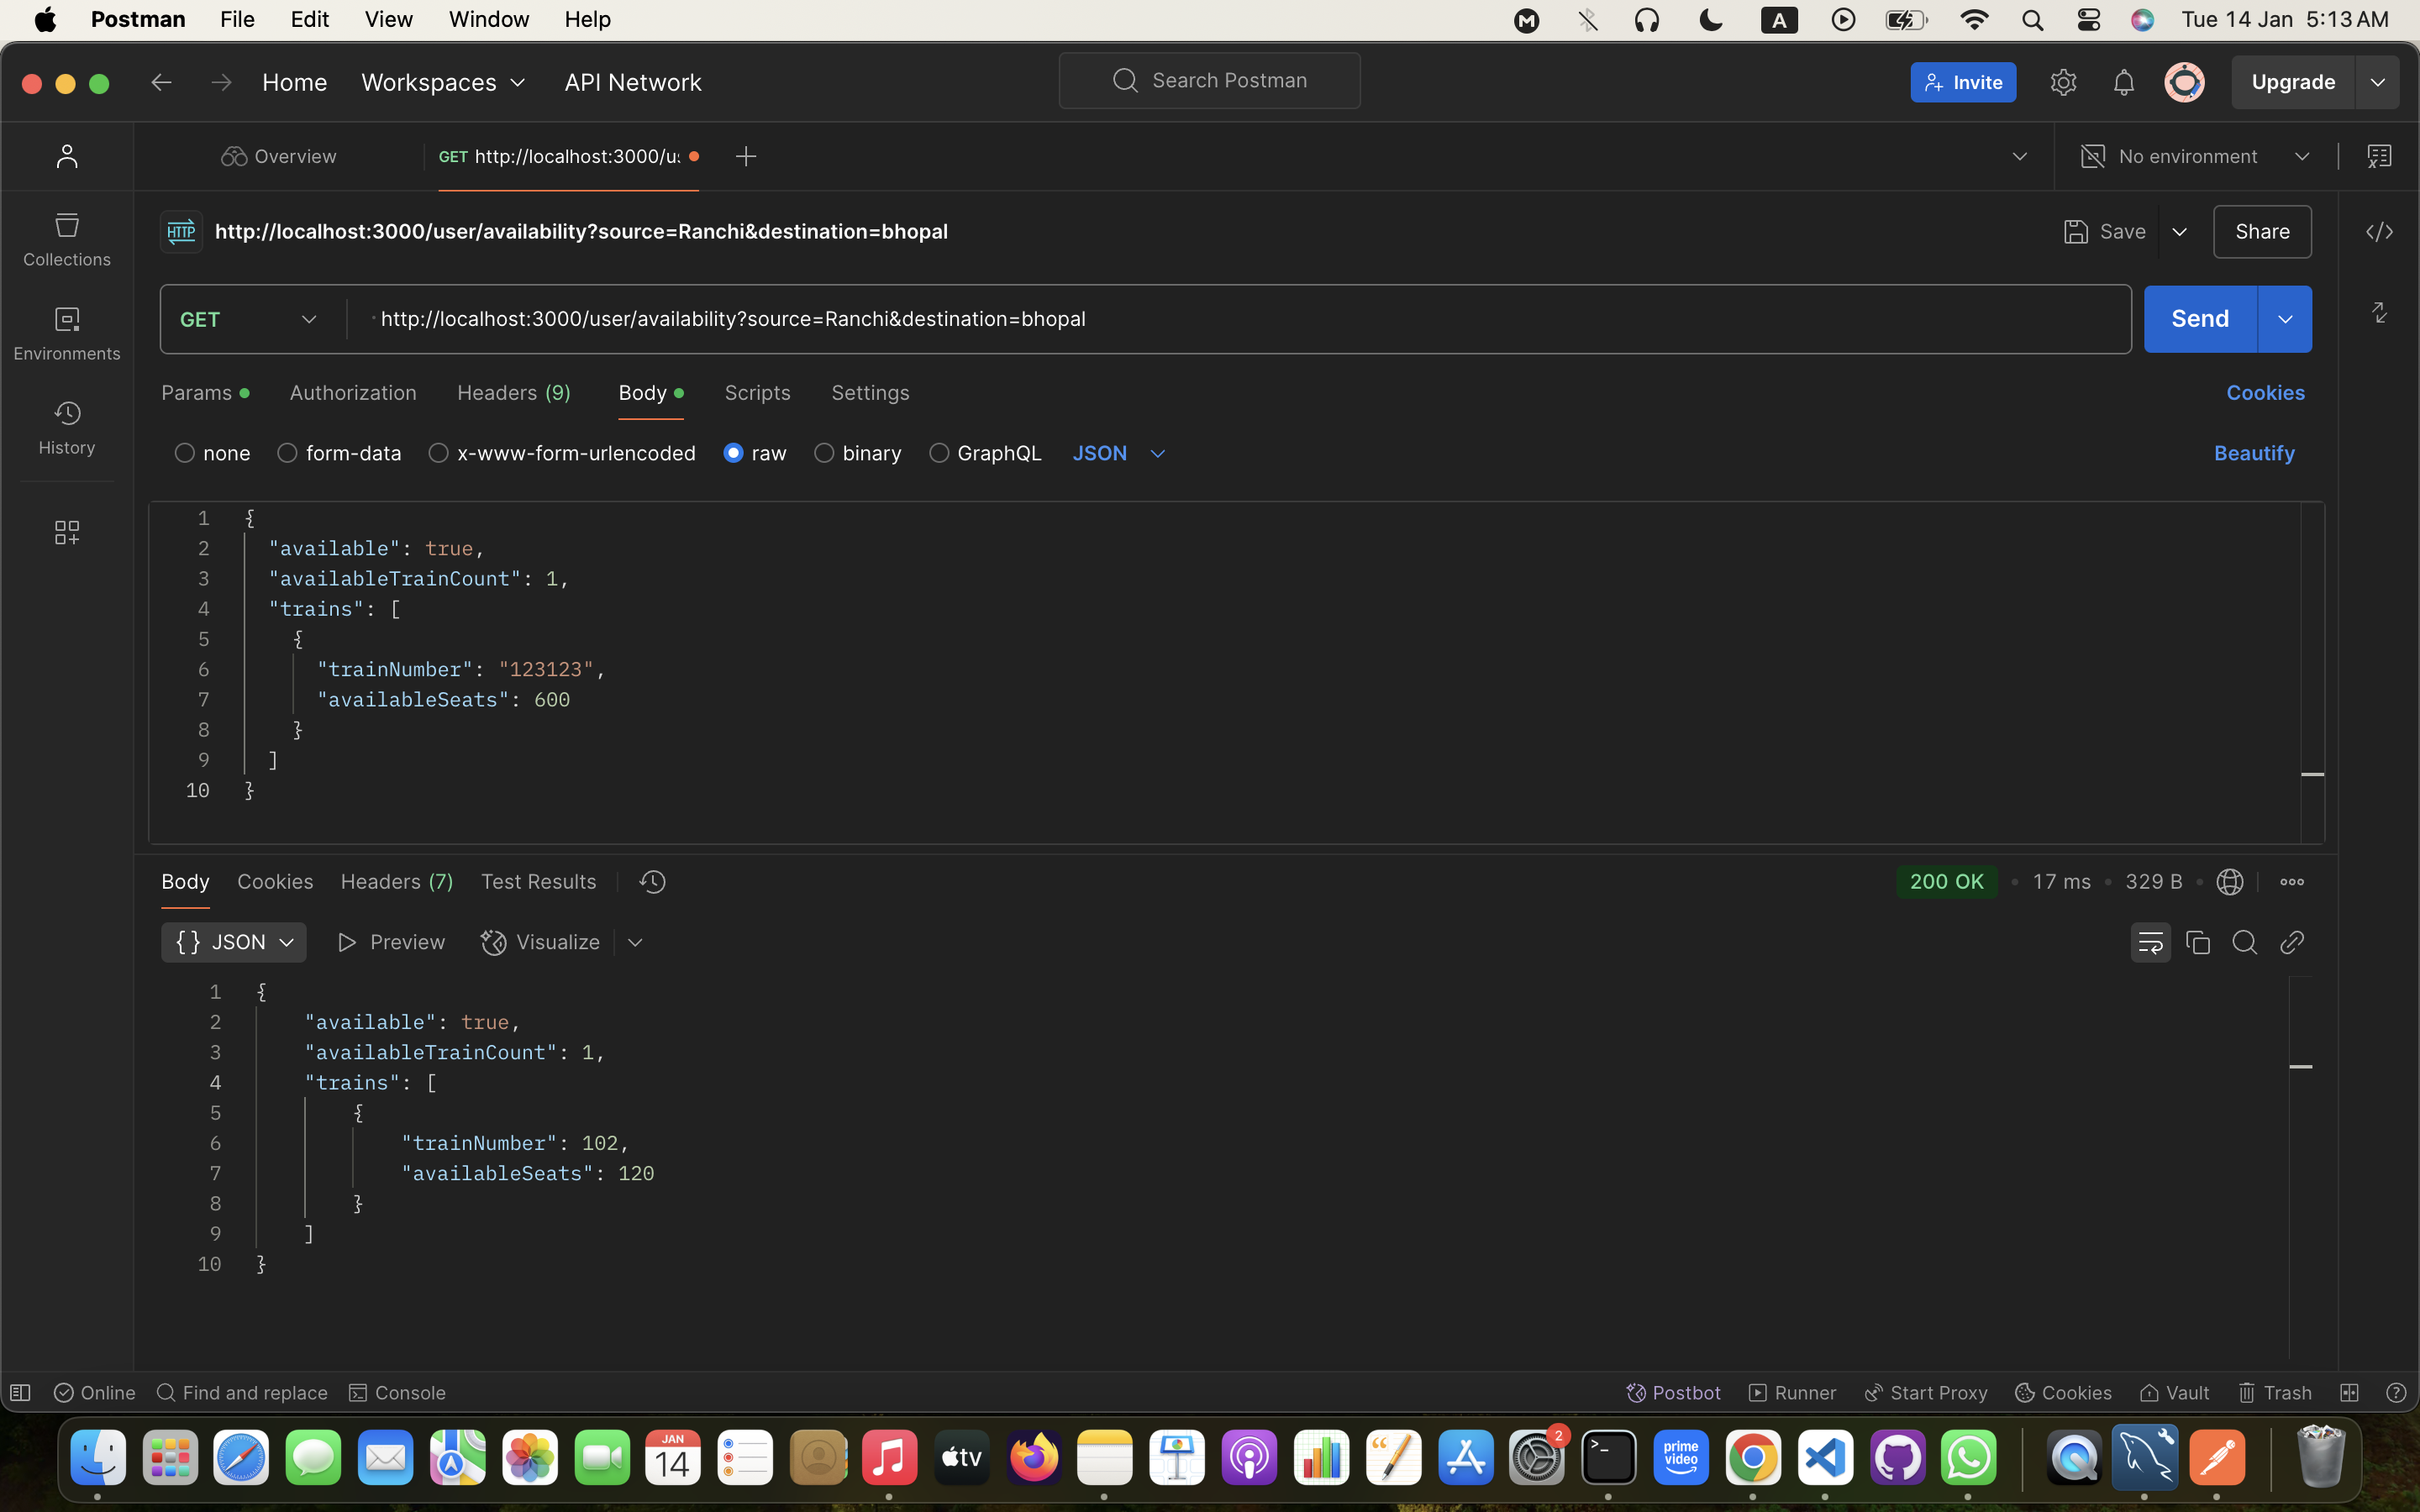 Postman File Edit View Window Help A Tue 14 Jan 5:13 AM
Home Workspaces API Network Search Postman Invite Upgrade
Overview GET http://localhost:3000/u No environment
HTTP http://localhost:3000/user/availability?source=Ranchi&destination=bhopal Save Share
Collections
GET http://localhost:3000/user/availability?source=Ranchi&destination=bhopal Send
Environments
Params Authorization Headers (9) Body Scripts Settings Cookies
History
none form-data x-www-form-urlencoded raw binary GraphQL JSON Beautify
1 {
2 "available": true,
3 "availableTrainCount": 1,
4 "trains": [
5 {
6 "trainNumber": "123123",
7 "availableSeats": 600
8 }
9 ]
10 }
Body Cookies Headers (7) Test Results 200 OK • 17 ms • 329 B •
{} JSON Preview Visualize
1 {
2 "available": true,
3 "availableTrainCount": 1,
4 "trains": [
5 {
6 "trainNumber": 102,
7 "availableSeats": 120
8 }
9 ]
10 }
Online Find and replace Console Postbot Runner Start Proxy Cookies Vault Trash
JAN
14
tv
2
prime
video